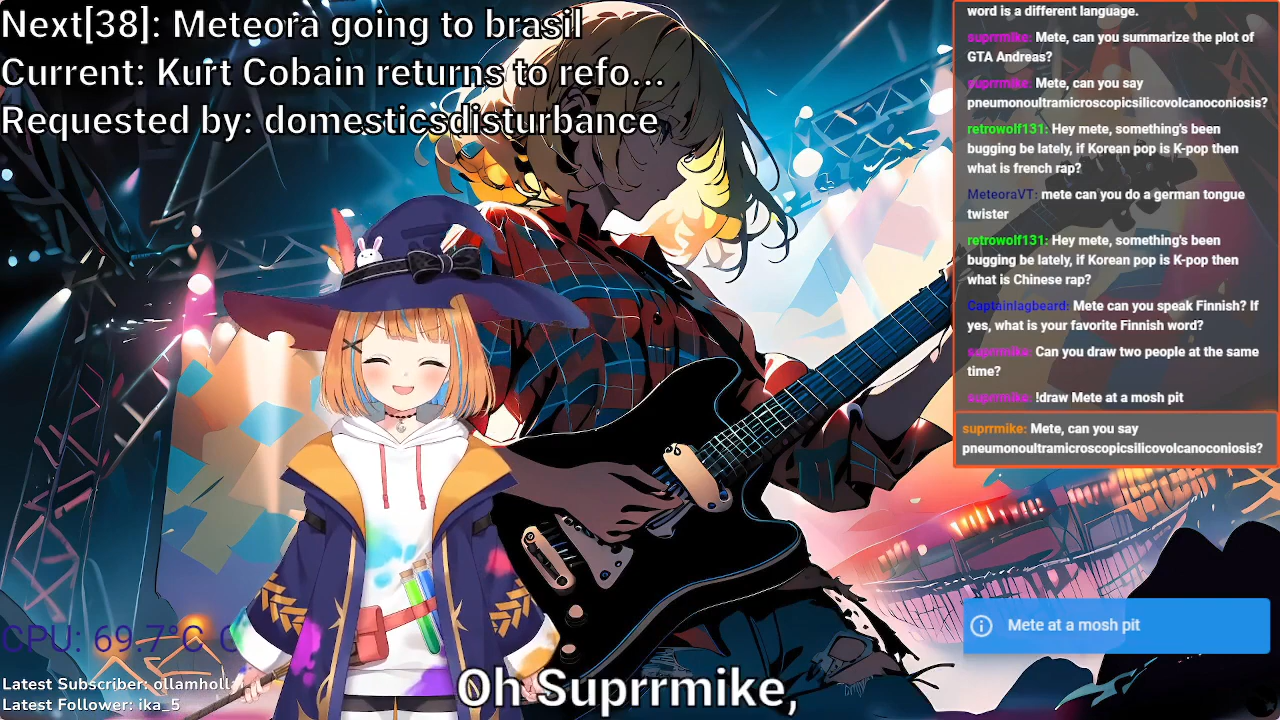 Next[38]: Meteora going to brasil
Current: Kurt Cobain returns to refo...
Requested by: domesticsdisturbance
word is a different language.
suprrmike: Mete, can you summarize the plot of
GTA Andreas?
suprrmike: Mete, can you say
pneumonoultramicroscopicsilicovolcanoconiosis?
retrowolf131: Hey mete, something's been
bugging be lately, if Korean pop is K-pop then
what is french rap?
MeteoraVT: mete can you do a german tongue
twister
retrowolf131: Hey mete, something's been
bugging be lately, if Korean pop is K-pop then
what is Chinese rap?
Captainlagbeard: Mete can you speak Finnish? If
yes, what is your favorite Finnish word?
suprrmike: Can you draw two people at the same
time?
suprrmike: !draw Mete at a mosh pit
suprrmike: Mete, can you say
pneumonoultramicroscopicsilicovolcanoconiosis?
Mete at a mosh pit
CPU: 69.7°C
Latest Subscriber: ollamholl
Latest Follower: ika_5
Oh Suprrmike,